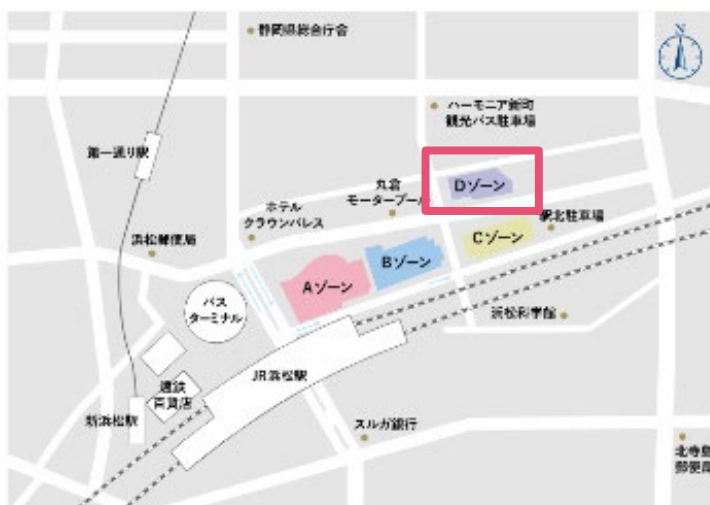 静岡県総合庁舎
N
ハーモニア新町
観光バス駐車場
第一通り駅
Dゾーン
丸倉
モータープール
ホテル
クラウンパレス
駅北駐車場
浜松郵便局
Cゾーン
Bゾーン
Aゾーン
バス
ターミナル
浜松科学館
JR浜松駅
遠鉄
百貨店
新浜松駅
スルガ銀行
北寺島
郵便局